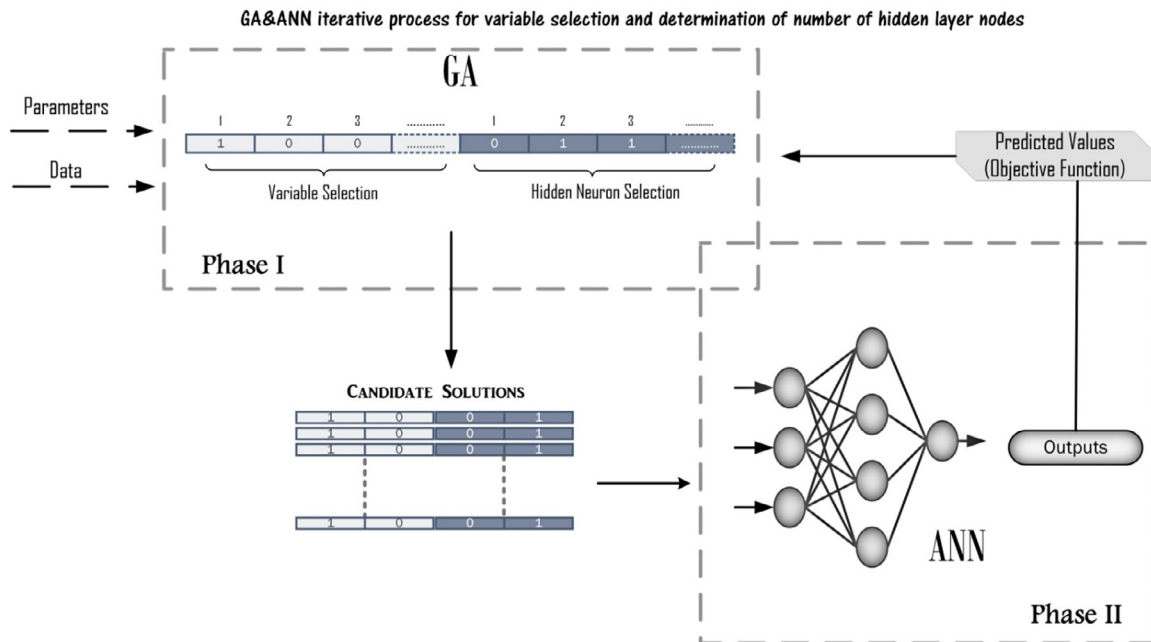 GA&ANN iterative process for variable selection and determination of number of hidden layer nodes
GA
Parameters
Data
1 2 3 ............ 1 2 3 ............
1 0 0 ............ 0 1 1 ............
Variable Selection
Hidden Neuron Selection
Phase I
Predicted Values
(Objective Function)
CANDIDATE SOLUTIONS
1 0 0 1
1 0 0 1
1 0 0 1
1 0 0 1
Outputs
ANN
Phase II